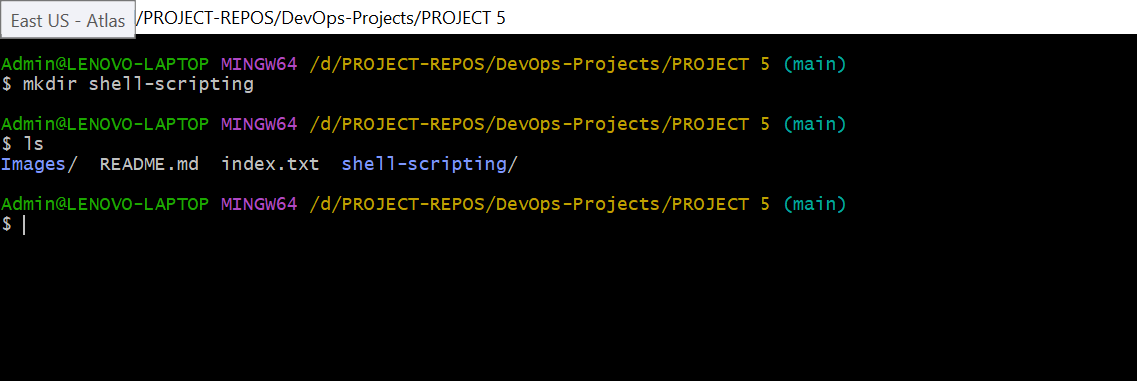 East US - Atlas /PROJECT-REPOS/DevOps-Projects/PROJECT 5
Admin@LENOVO-LAPTOP MINGW64 /d/PROJECT-REPOS/DevOps-Projects/PROJECT 5 (main)
$ mkdir shell-scripting
Admin@LENOVO-LAPTOP MINGW64 /d/PROJECT-REPOS/DevOps-Projects/PROJECT 5 (main)
$ ls
Images/ README.md index.txt shell-scripting/
Admin@LENOVO-LAPTOP MINGW64 /d/PROJECT-REPOS/DevOps-Projects/PROJECT 5 (main)
$